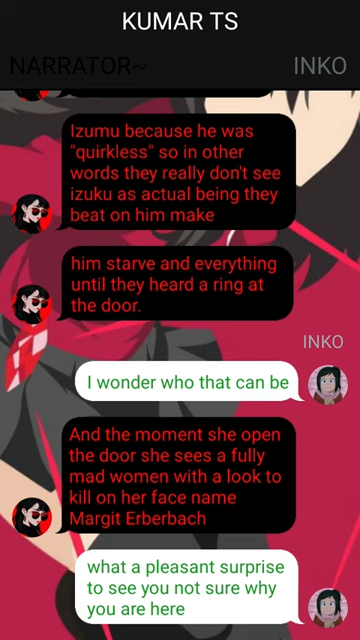 KUMAR TS
NARRATOR~
INKO
Izumu because he was
"quirkless" so in other
words they really don't see
izuku as actual being they
beat on him make
him starve and everything
until they heard a ring at
the door.
INKO
I wonder who that can be
And the moment she open
the door she sees a fully
mad women with a look to
kill on her face name
Margit Erberbach
what a pleasant surprise
to see you not sure why
you are here